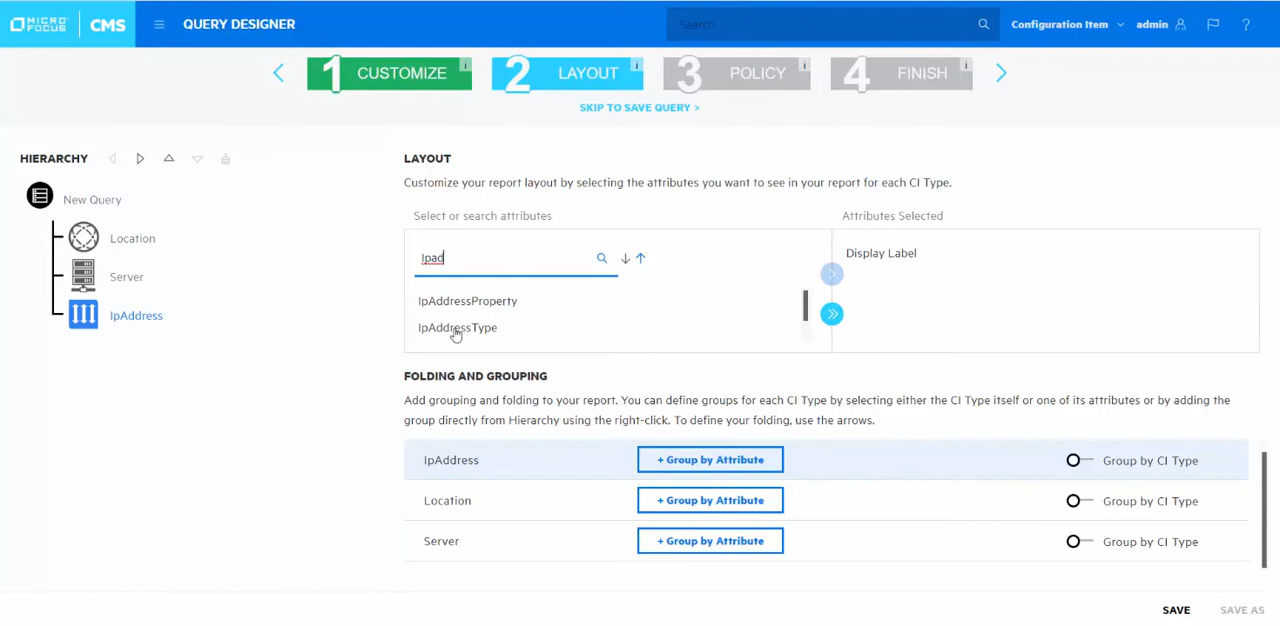 MICRO FOCUS CMS QUERY DESIGNER Search Configuration Item admin ?
1 CUSTOMIZE i 2 LAYOUT i 3 POLICY i 4 FINISH i
SKIP TO SAVE QUERY >
HIERARCHY
New Query
Location
Server
IpAddress
LAYOUT
Customize your report layout by selecting the attributes you want to see in your report for each CI Type.
Select or search attributes Attributes Selected
Ipad Display Label
IpAddressProperty
IpAddressType
FOLDING AND GROUPING
Add grouping and folding to your report. You can define groups for each CI Type by selecting either the CI Type itself or one of its attributes or by adding the
group directly from Hierarchy using the right-click. To define your folding, use the arrows.
IpAddress + Group by Attribute Group by CI Type
Location + Group by Attribute Group by CI Type
Server + Group by Attribute Group by CI Type
SAVE SAVE AS